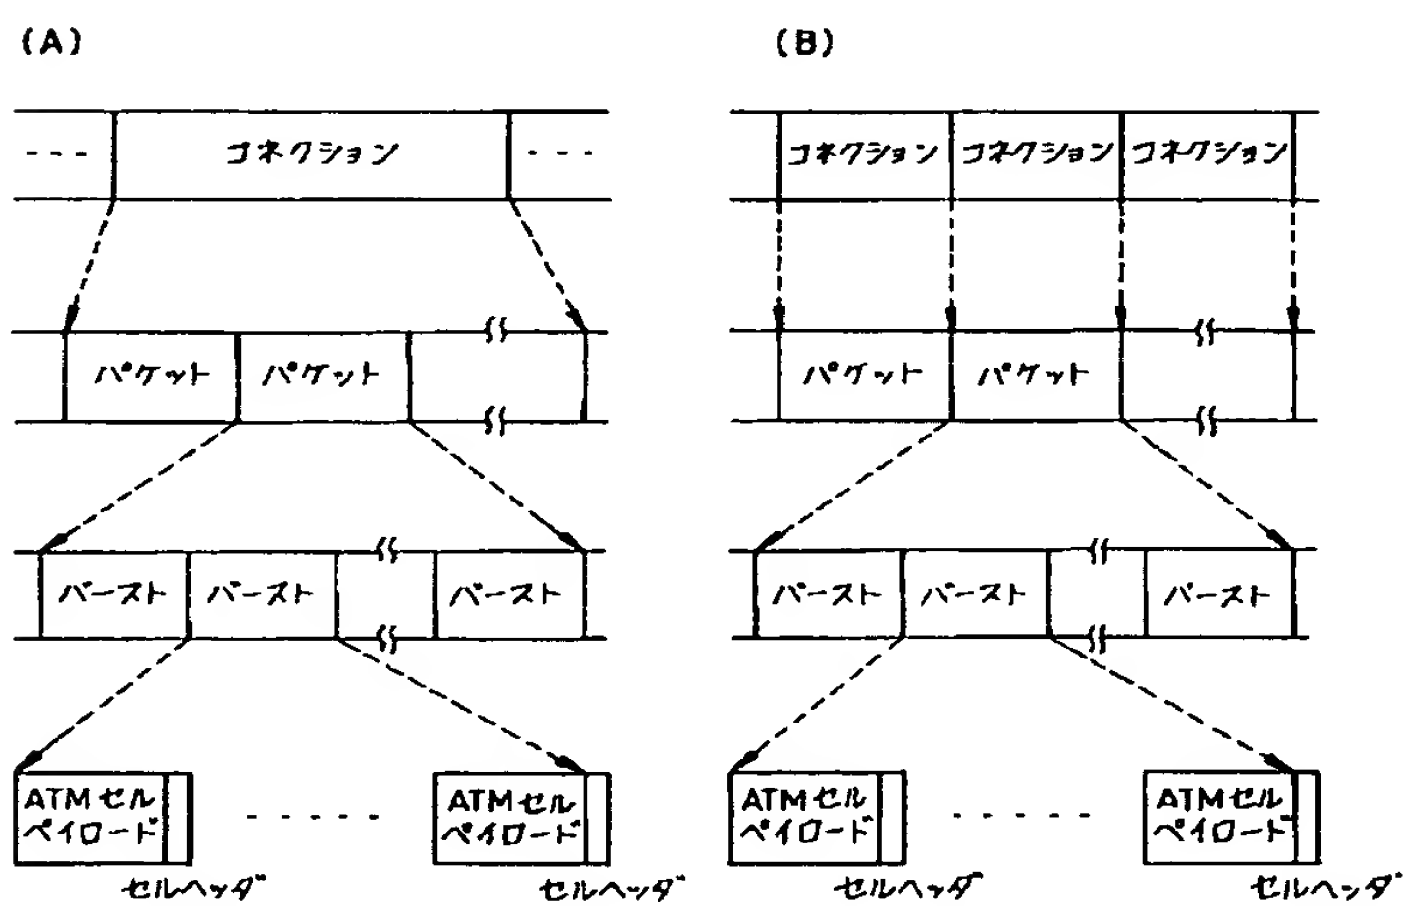 (A)
コネクション
パケット パケット
バースト バースト バースト
ATMセル
ペイロード
ATMセル
ペイロード
セルヘッダ セルヘッダ
(B)
コネクション コネクション コネクション
パケット パケット
バースト バースト バースト
ATMセル
ペイロード
ATMセル
ペイロード
セルヘッダ セルヘッダ